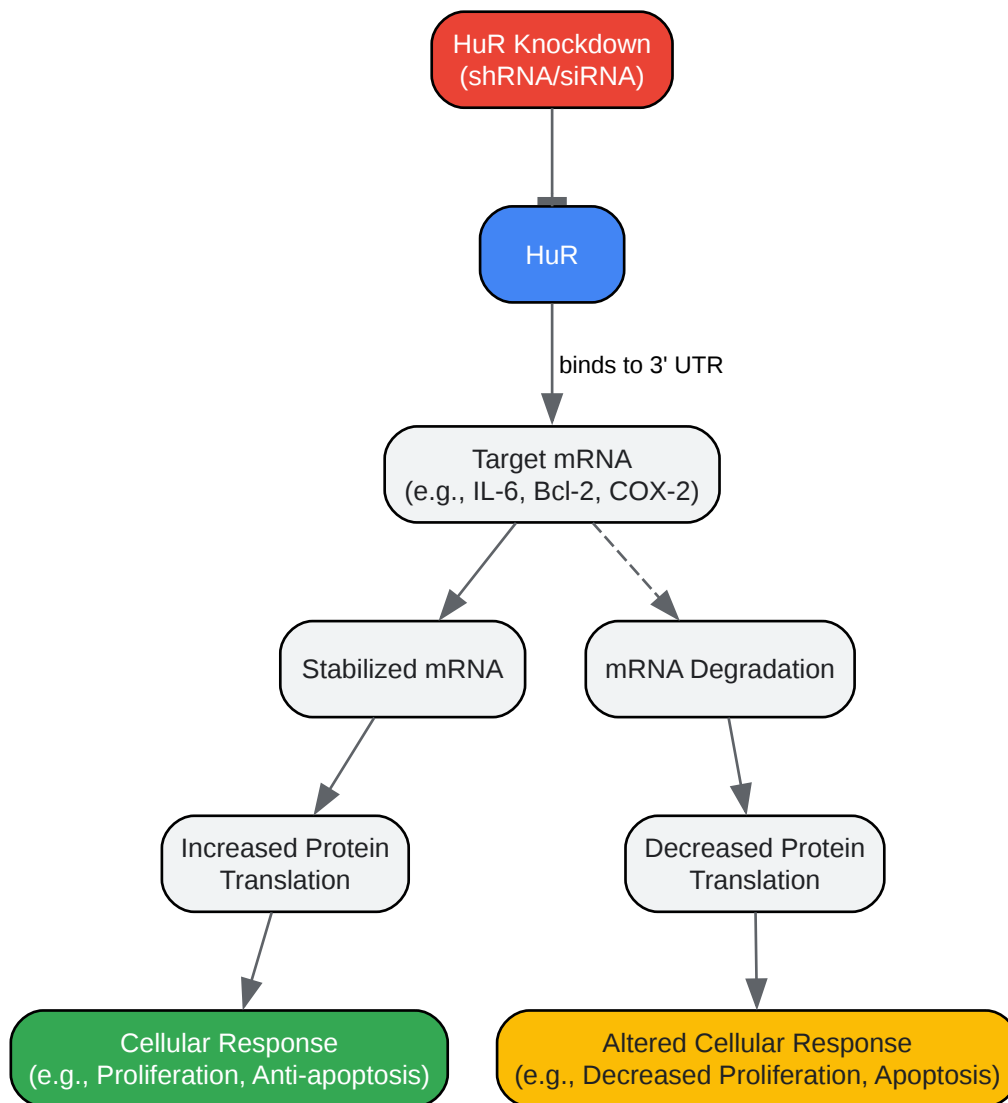 HuR Knockdown
(shRNA/siRNA)
HuR
binds to 3' UTR
Target mRNA
(e.g., IL-6, Bcl-2, COX-2)
Stabilized mRNA
mRNA Degradation
Increased Protein
Translation
Decreased Protein
Translation
Cellular Response
(e.g., Proliferation, Anti-apoptosis)
Altered Cellular Response
(e.g., Decreased Proliferation, Apoptosis)